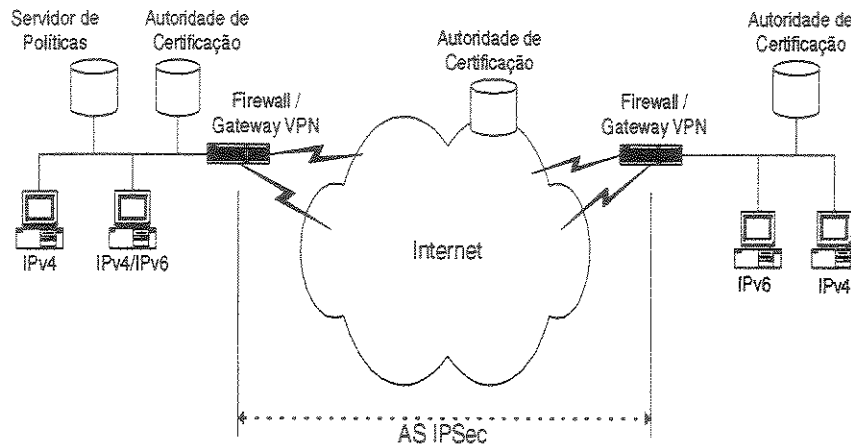 Servidor de
Políticas
Autoridade de
Certificação
Firewall /
Gateway VPN
Autoridade de
Certificação
Firewall /
Gateway VPN
Autoridade de
Certificação
Internet
IPv4
IPv4/IPv6
IPv6
IPv4
AS IPSec